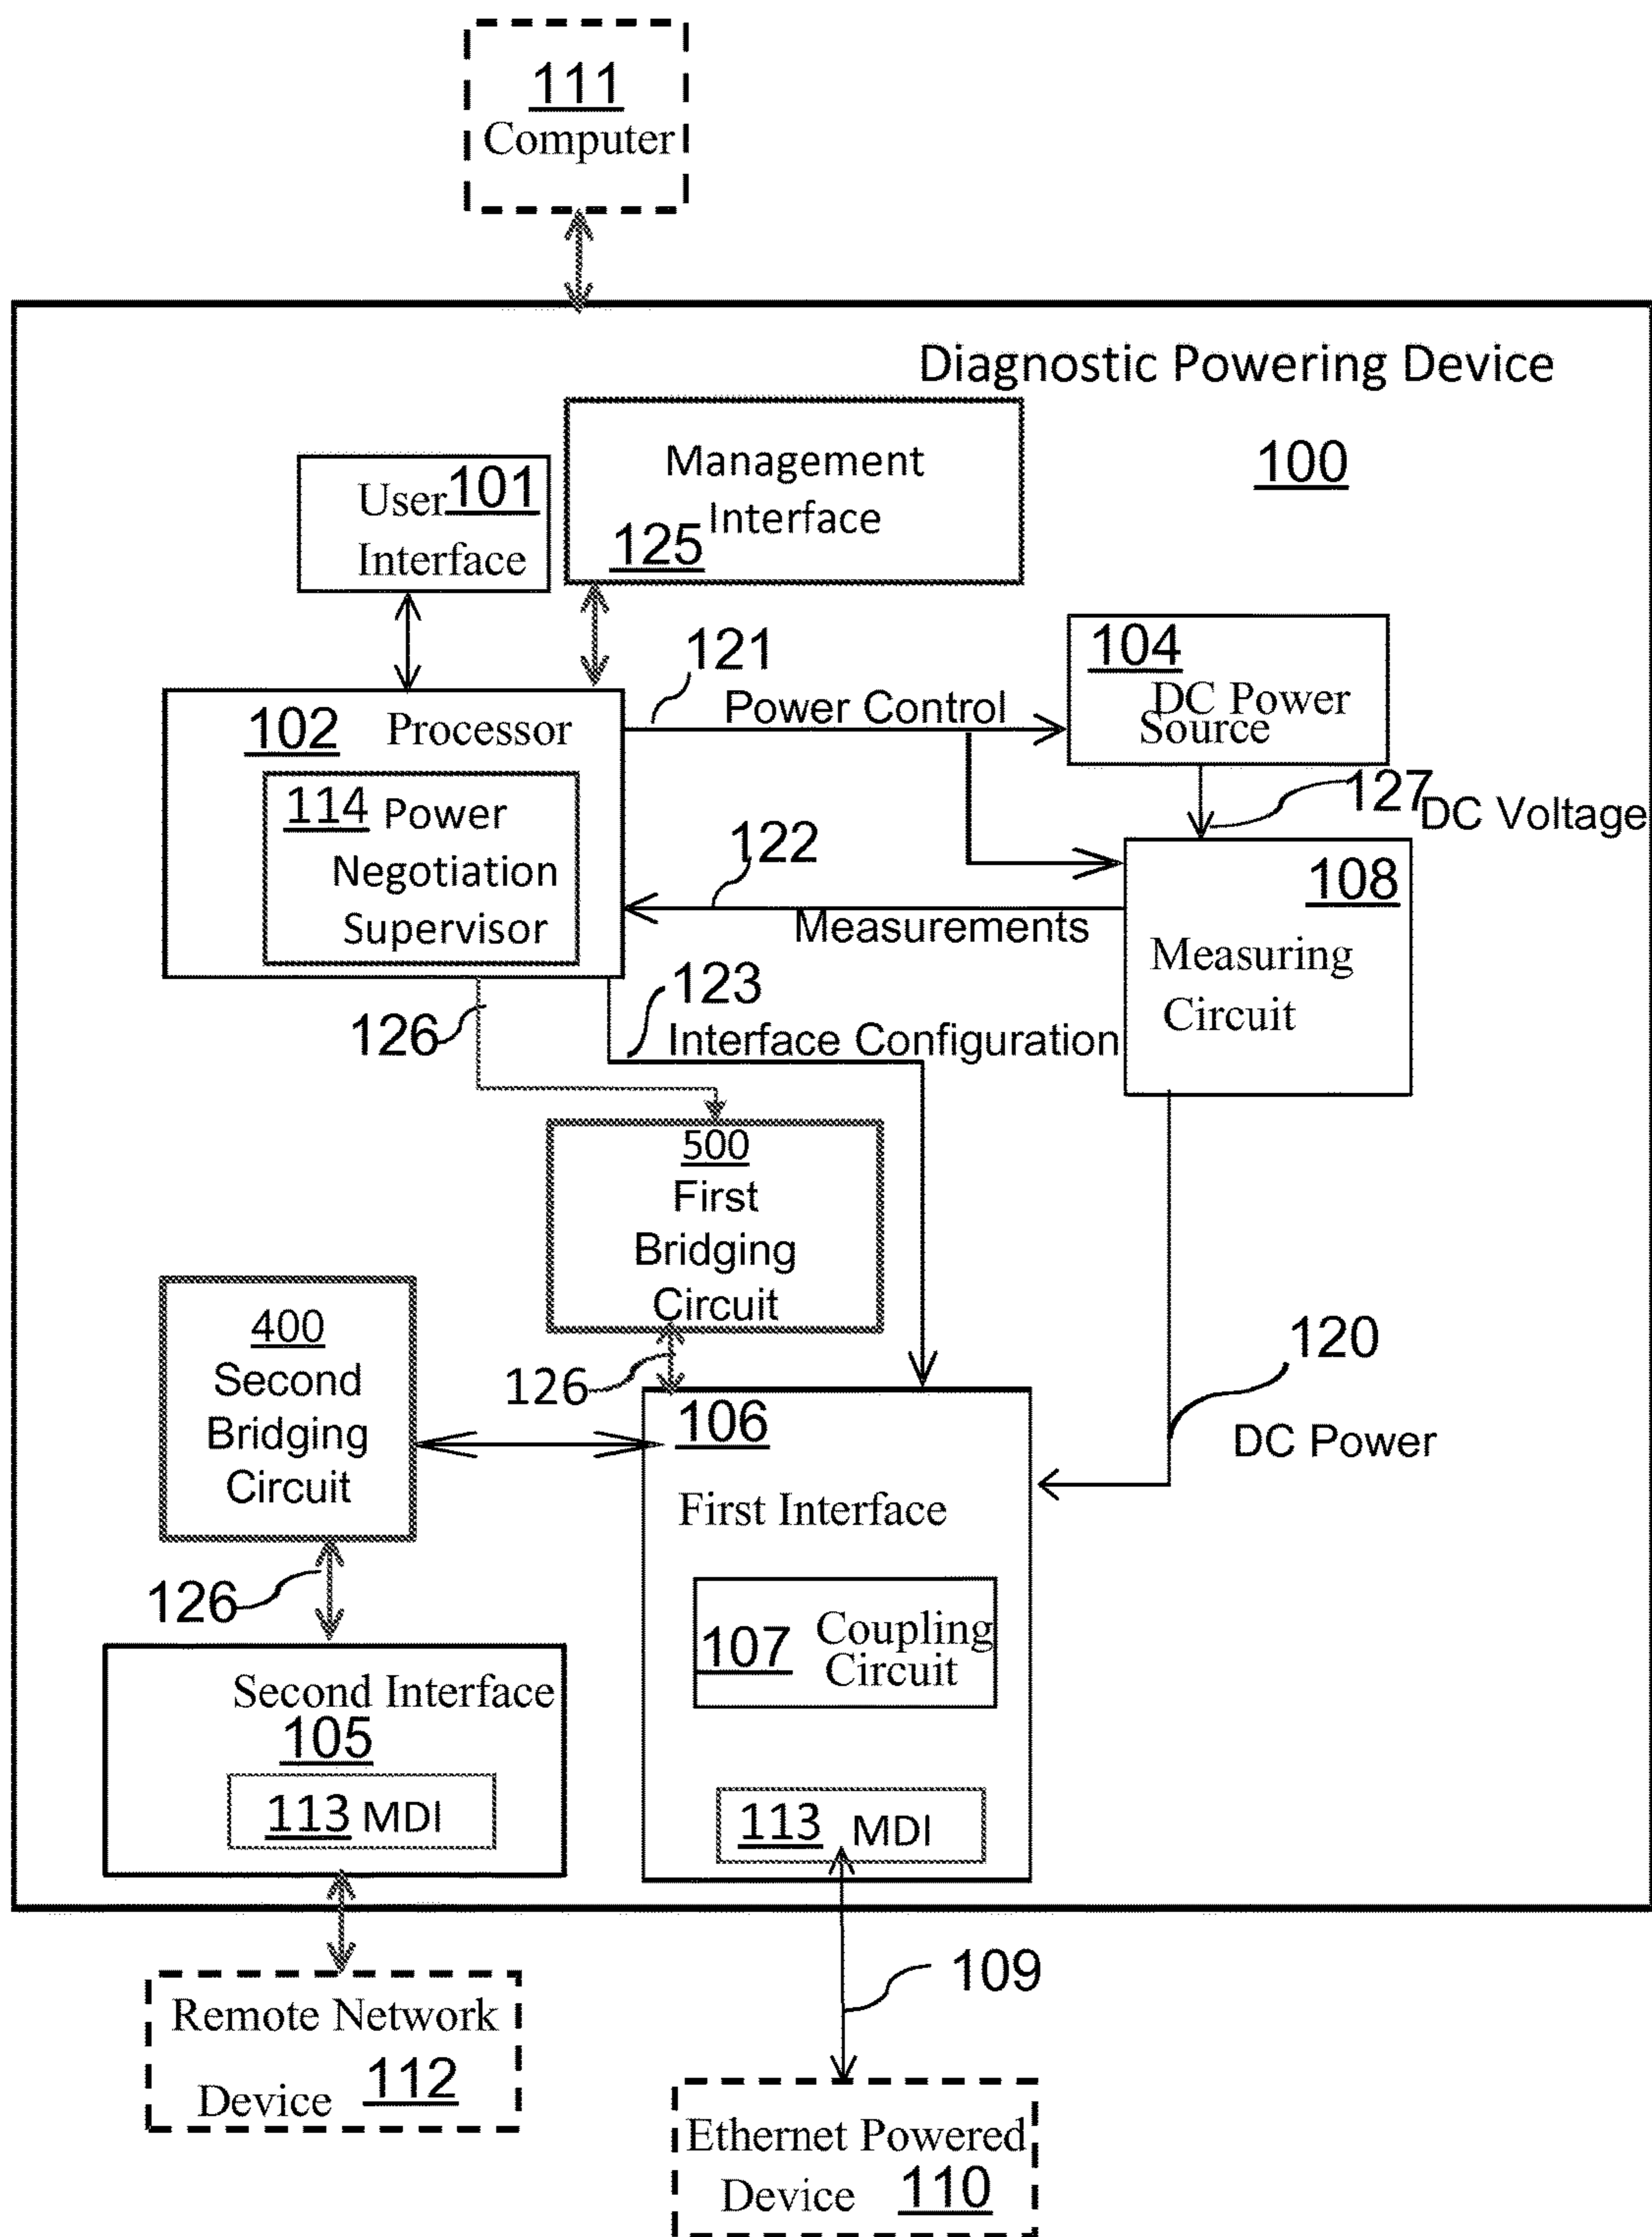 111
Computer
Diagnostic Powering Device
100
Management
Interface
125
User 101
Interface
121
Power Control
104
DC Power
Source
102 Processor
114 Power
Negotiation
Supervisor
127
DC Voltage
122
Measurements
108
Measuring
Circuit
123
126
Interface Configuration
500
First
Bridging
Circuit
400
Second
Bridging
Circuit
126
120
DC Power
106
First Interface
126
107 Coupling
Circuit
Second Interface
105
113 MDI
113 MDI
109
Remote Network
Device 112
Ethernet Powered
Device 110